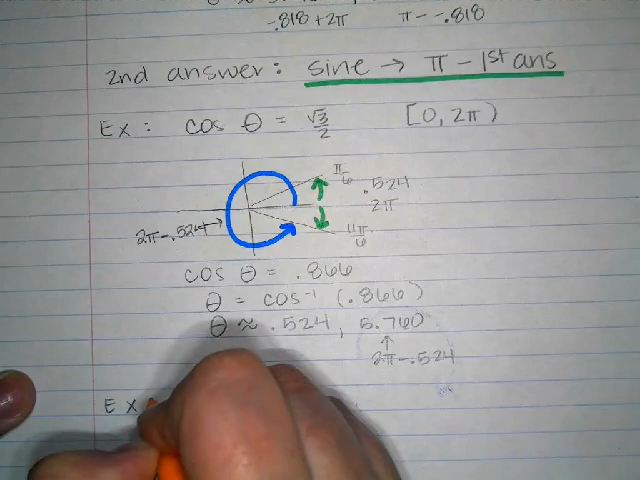 -.818 + 2π    π - -.818
2nd answer: sine → π - 1st ans
Ex: cos θ = √3/2    [0, 2π)
π/6
.524
2π
2π - .524 →
11π/6
cos θ = .866
θ = cos⁻¹ (.866)
θ ≈ .524, 5.760
↑
2π - .524
Ex